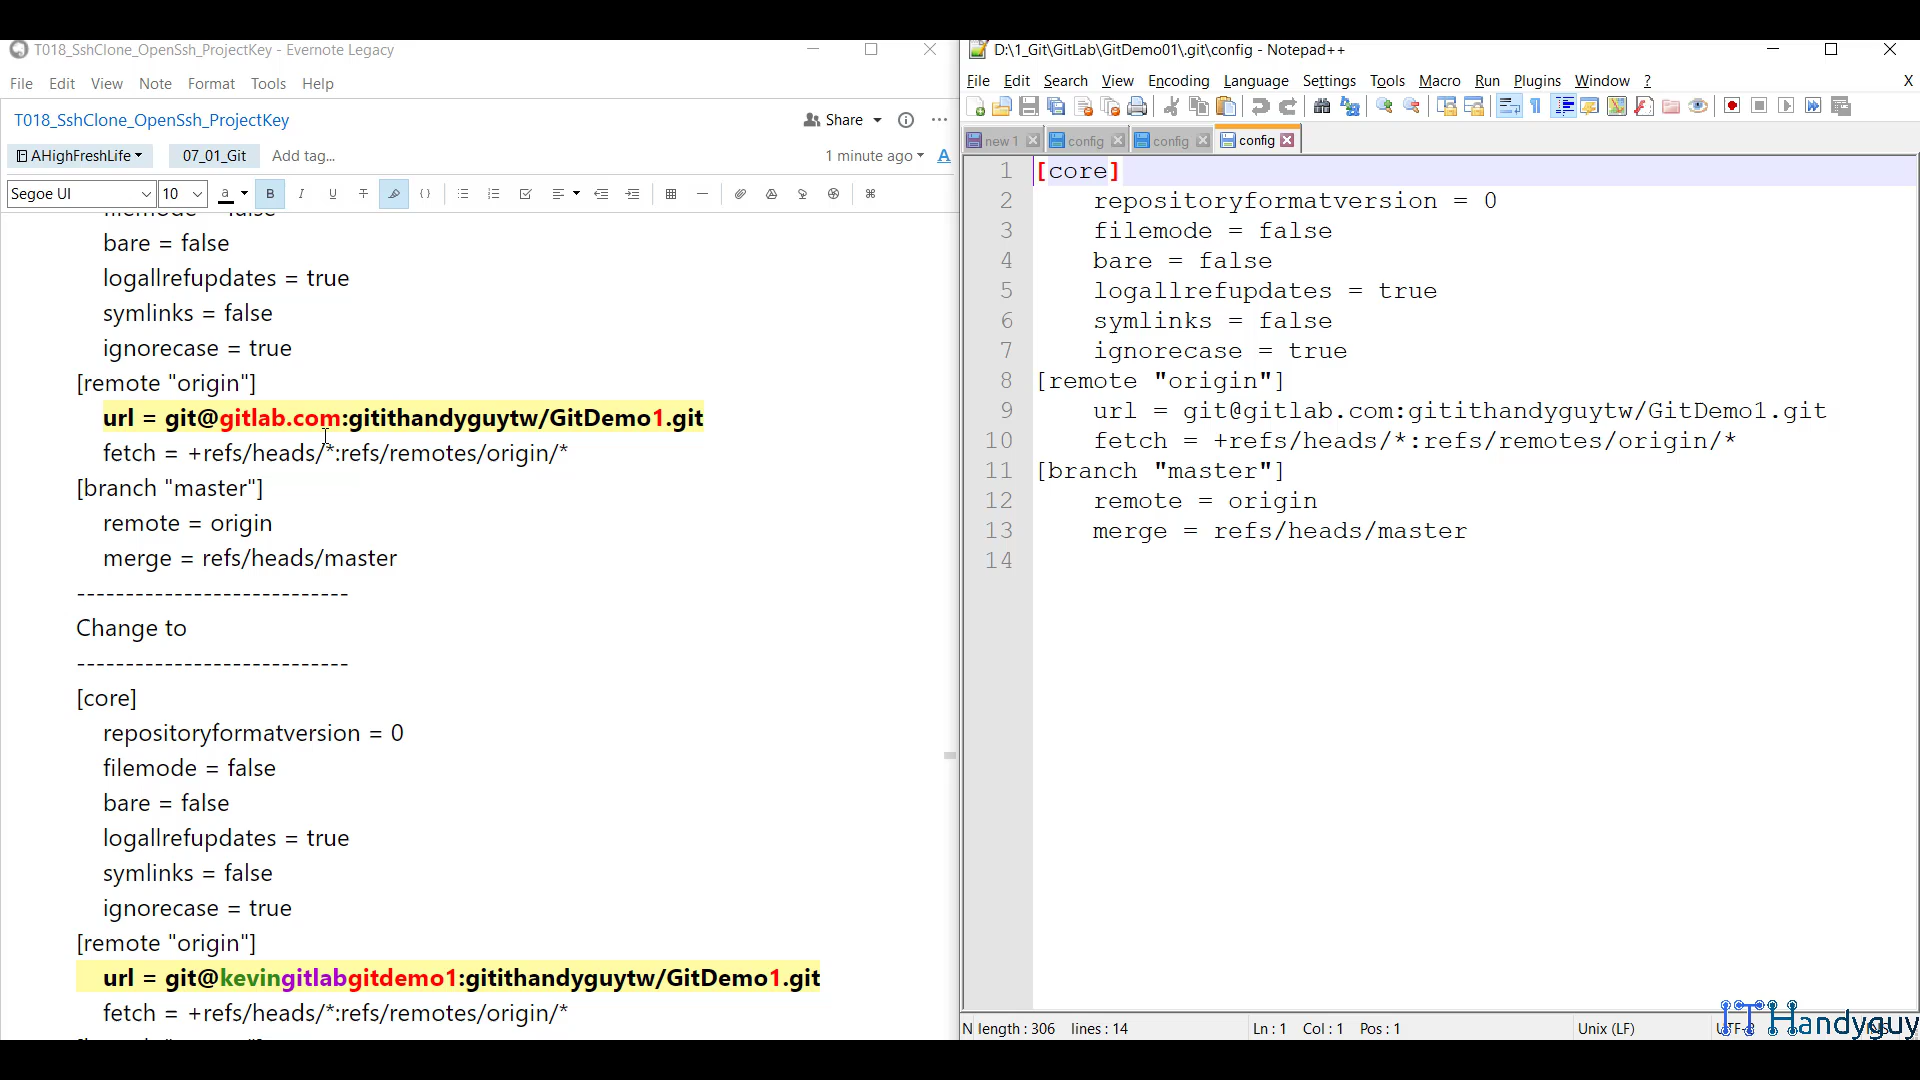 T018_SshClone_OpenSsh_ProjectKey - Evernote Legacy
File Edit View Note Format Tools Help
T018_SshClone_OpenSsh_ProjectKey
Share
AHighFreshLife
07_01_Git
Add tag...
1 minute ago
Segoe UI
10
filemode = false
bare = false
logallrefupdates = true
symlinks = false
ignorecase = true
[remote "origin"]
url = git@gitlab.com:gitithandyguytw/GitDemo1.git
fetch = +refs/heads/*:refs/remotes/origin/*
[branch "master"]
remote = origin
merge = refs/heads/master
----------------------------
Change to
----------------------------
[core]
repositoryformatversion = 0
filemode = false
bare = false
logallrefupdates = true
symlinks = false
ignorecase = true
[remote "origin"]
url = git@kevingitlabgitdemo1:gitithandyguytw/GitDemo1.git
fetch = +refs/heads/*:refs/remotes/origin/*
D:\1_Git\GitLab\GitDemo01\.git\config - Notepad++
File Edit Search View Encoding Language Settings Tools Macro Run Plugins Window ? X
new 1 config config config
1 [core]
2 repositoryformatversion = 0
3 filemode = false
4 bare = false
5 logallrefupdates = true
6 symlinks = false
7 ignorecase = true
8 [remote "origin"]
9 url = git@gitlab.com:gitithandyguytw/GitDemo1.git
10 fetch = +refs/heads/*:refs/remotes/origin/*
11 [branch "master"]
12 remote = origin
13 merge = refs/heads/master
14
N length : 306 lines : 14 Ln : 1 Col : 1 Pos : 1 Unix (LF) UTF-8 INS
IT Handyguy